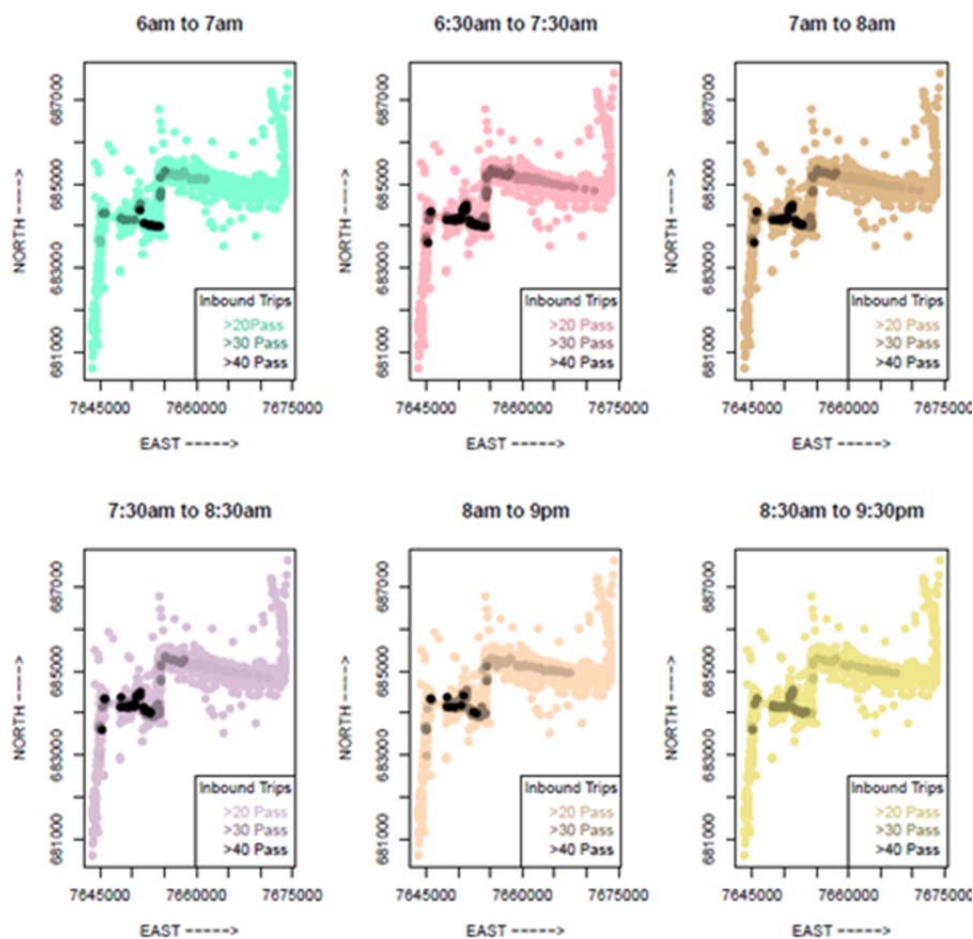 6am to 7am
6:30am to 7:30am
7am to 8am
NORTH ----->
681000 683000 685000 687000
Inbound Trips
>20Pass
>30 Pass
>40 Pass
7645000 7660000 7675000
EAST ----->
NORTH ----->
681000 683000 685000 687000
Inbound Trips
>20 Pass
>30 Pass
>40 Pass
7645000 7660000 7675000
EAST ----->
NORTH ----->
681000 683000 685000 687000
Inbound Trips
>20 Pass
>30 Pass
>40 Pass
7645000 7660000 7675000
EAST ----->
7:30am to 8:30am
8am to 9pm
8:30am to 9:30pm
NORTH ----->
681000 683000 685000 687000
Inbound Trips
>20 Pass
>30 Pass
>40 Pass
7645000 7660000 7675000
EAST ----->
NORTH ----->
681000 683000 685000 687000
Inbound Trips
>20 Pass
>30 Pass
>40 Pass
7645000 7660000 7675000
EAST ----->
NORTH ----->
681000 683000 685000 687000
Inbound Trips
>20 Pass
>30 Pass
>40 Pass
7645000 7660000 7675000
EAST ----->